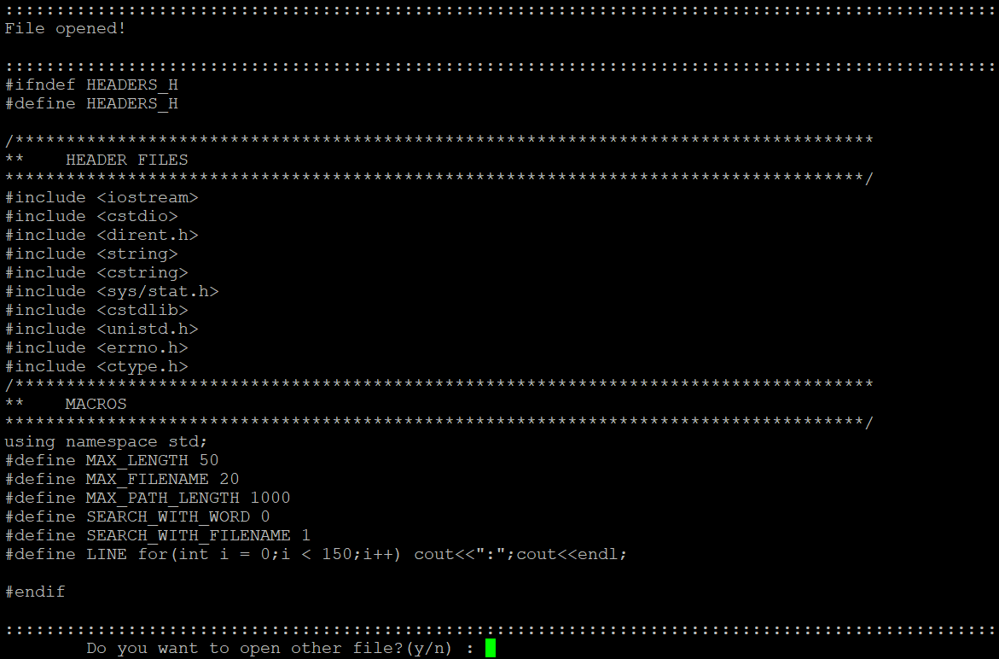 :::::::::::::::::::::::::::::::::::::::::::::::::::::::::::::::::::::::::::::::::::::::::::::::::
File opened!
:::::::::::::::::::::::::::::::::::::::::::::::::::::::::::::::::::::::::::::::::::::::::::::::::
#ifndef HEADERS_H
#define HEADERS_H
/************************************************************************************
**    HEADER FILES
************************************************************************************/
#include <iostream>
#include <cstdio>
#include <dirent.h>
#include <string>
#include <cstring>
#include <sys/stat.h>
#include <cstdlib>
#include <unistd.h>
#include <errno.h>
#include <ctype.h>
/************************************************************************************
**    MACROS
************************************************************************************/
using namespace std;
#define MAX_LENGTH 50
#define MAX_FILENAME 20
#define MAX_PATH_LENGTH 1000
#define SEARCH_WITH_WORD 0
#define SEARCH_WITH_FILENAME 1
#define LINE for(int i = 0;i < 150;i++) cout<<":";cout<<endl;
#endif
:::::::::::::::::::::::::::::::::::::::::::::::::::::::::::::::::::::::::::::::::::::::::::::::::
        Do you want to open other file?(y/n) :